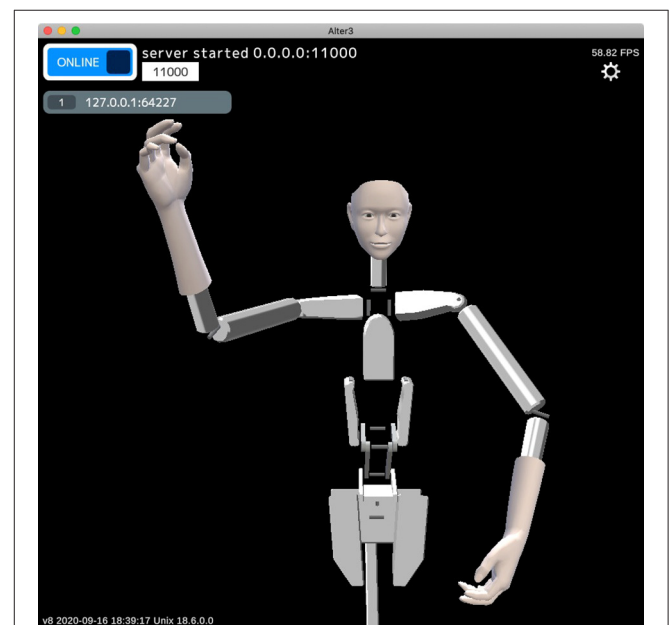 Alter3
ONLINE
server started 0.0.0.0:11000
58.82 FPS
11000
1 127.0.0.1:64227
v8 2020-09-16 18:39:17 Unix 18.6.0.0